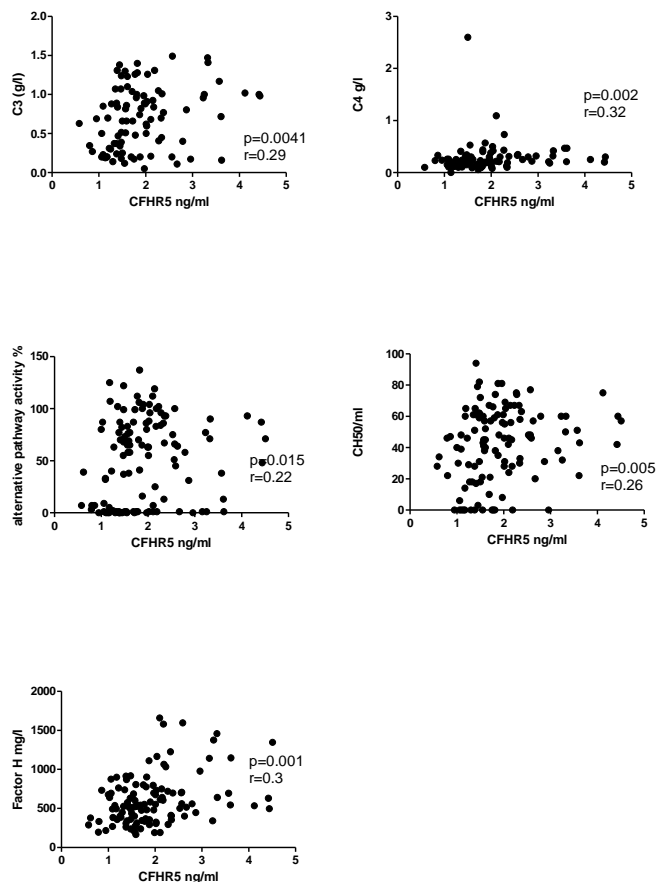 C3 (g/l)
2.0
1.5
1.0
0.5
0.0
0 1 2 3 4 5
CFHR5 ng/ml
p=0.0041
r=0.29
C4 g/l
3
2
1
0
0 1 2 3 4 5
CFHR5 ng/ml
p=0.002
r=0.32
alternative pathway activity %
150
100
50
0
0 1 2 3 4 5
CFHR5 ng/ml
p=0.015
r=0.22
CH50/ml
100
80
60
40
20
0
0 1 2 3 4 5
CFHR5 ng/ml
p=0.005
r=0.26
Factor H mg/l
2000
1500
1000
500
0
0 1 2 3 4 5
CFHR5 ng/ml
p=0.001
r=0.3